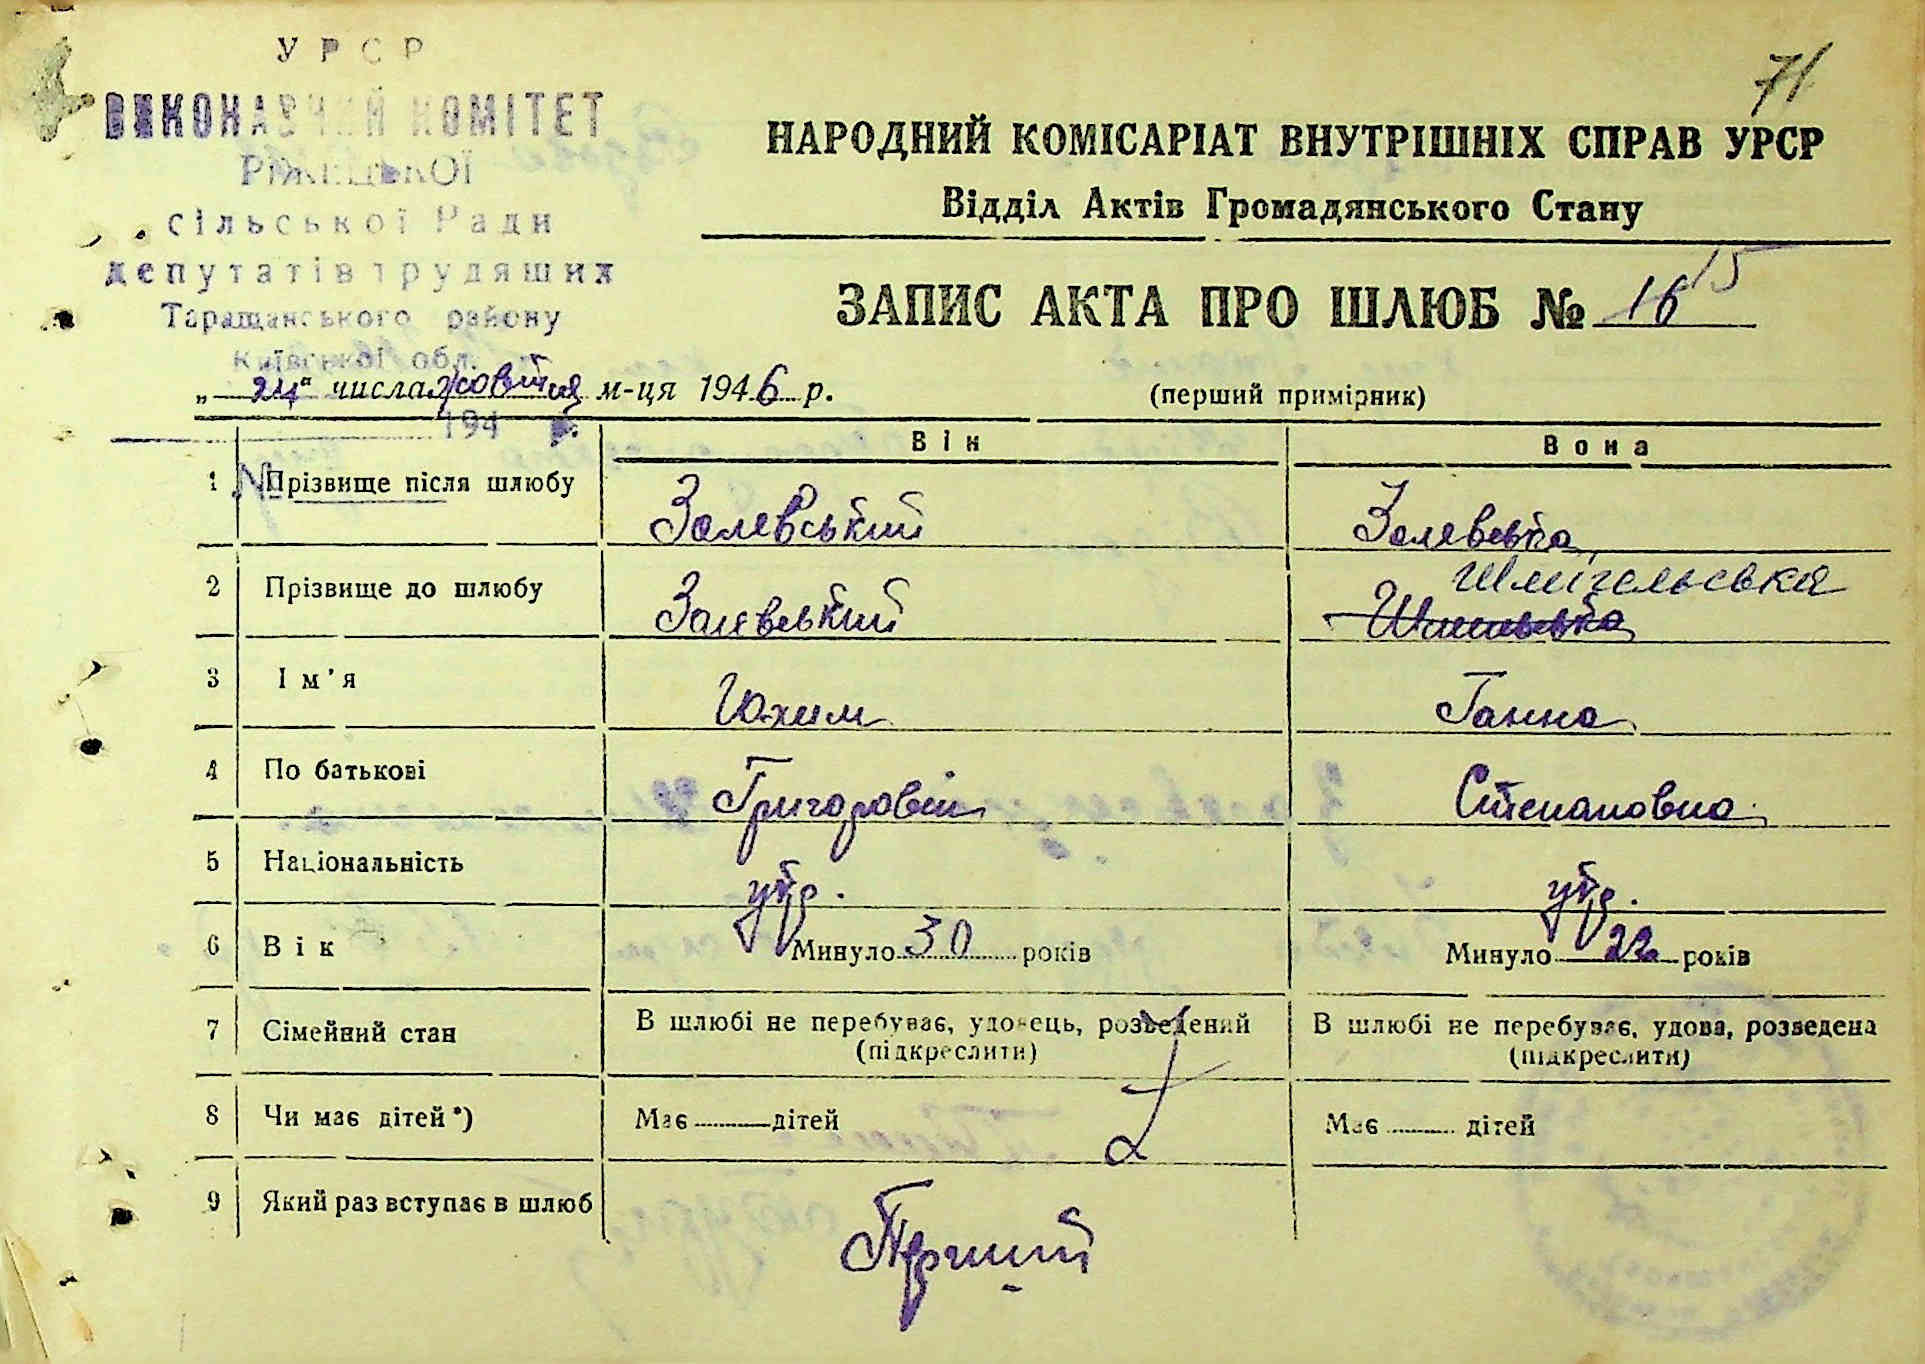 71
УРСР
ВИКОНАВЧИЙ КОМІТЕТ
сільської Ради
депутатів трудящих
Таращанського району
Київської обл.
194 р.
№
НАРОДНИЙ КОМІСАРІАТ ВНУТРІШНІХ СПРАВ УРСР
Відділ Актів Громадянського Стану
ЗАПИС АКТА ПРО ШЛЮБ № 16 15
„ 24 “ числа жовтня м-ця 1946 р.
(перший примірник)
Він Вона
1 Прізвище після шлюбу Залевський Залевська
2 Прізвище до шлюбу Залевський Шмігельська
3 Ім'я Юхим Ганна
4 По батькові Григоровіч Степановна
5 Національність укр. укр.
6 Вік Минуло 30 років Минуло 22 років
7 Сімейний стан В шлюбі не перебуває, удовець, розведений (підкреслити) В шлюбі не перебуває, удова, розведена (підкреслити)
8 Чи має дітей*) Має дітей Має дітей
9 Який раз вступає в шлюб Перший